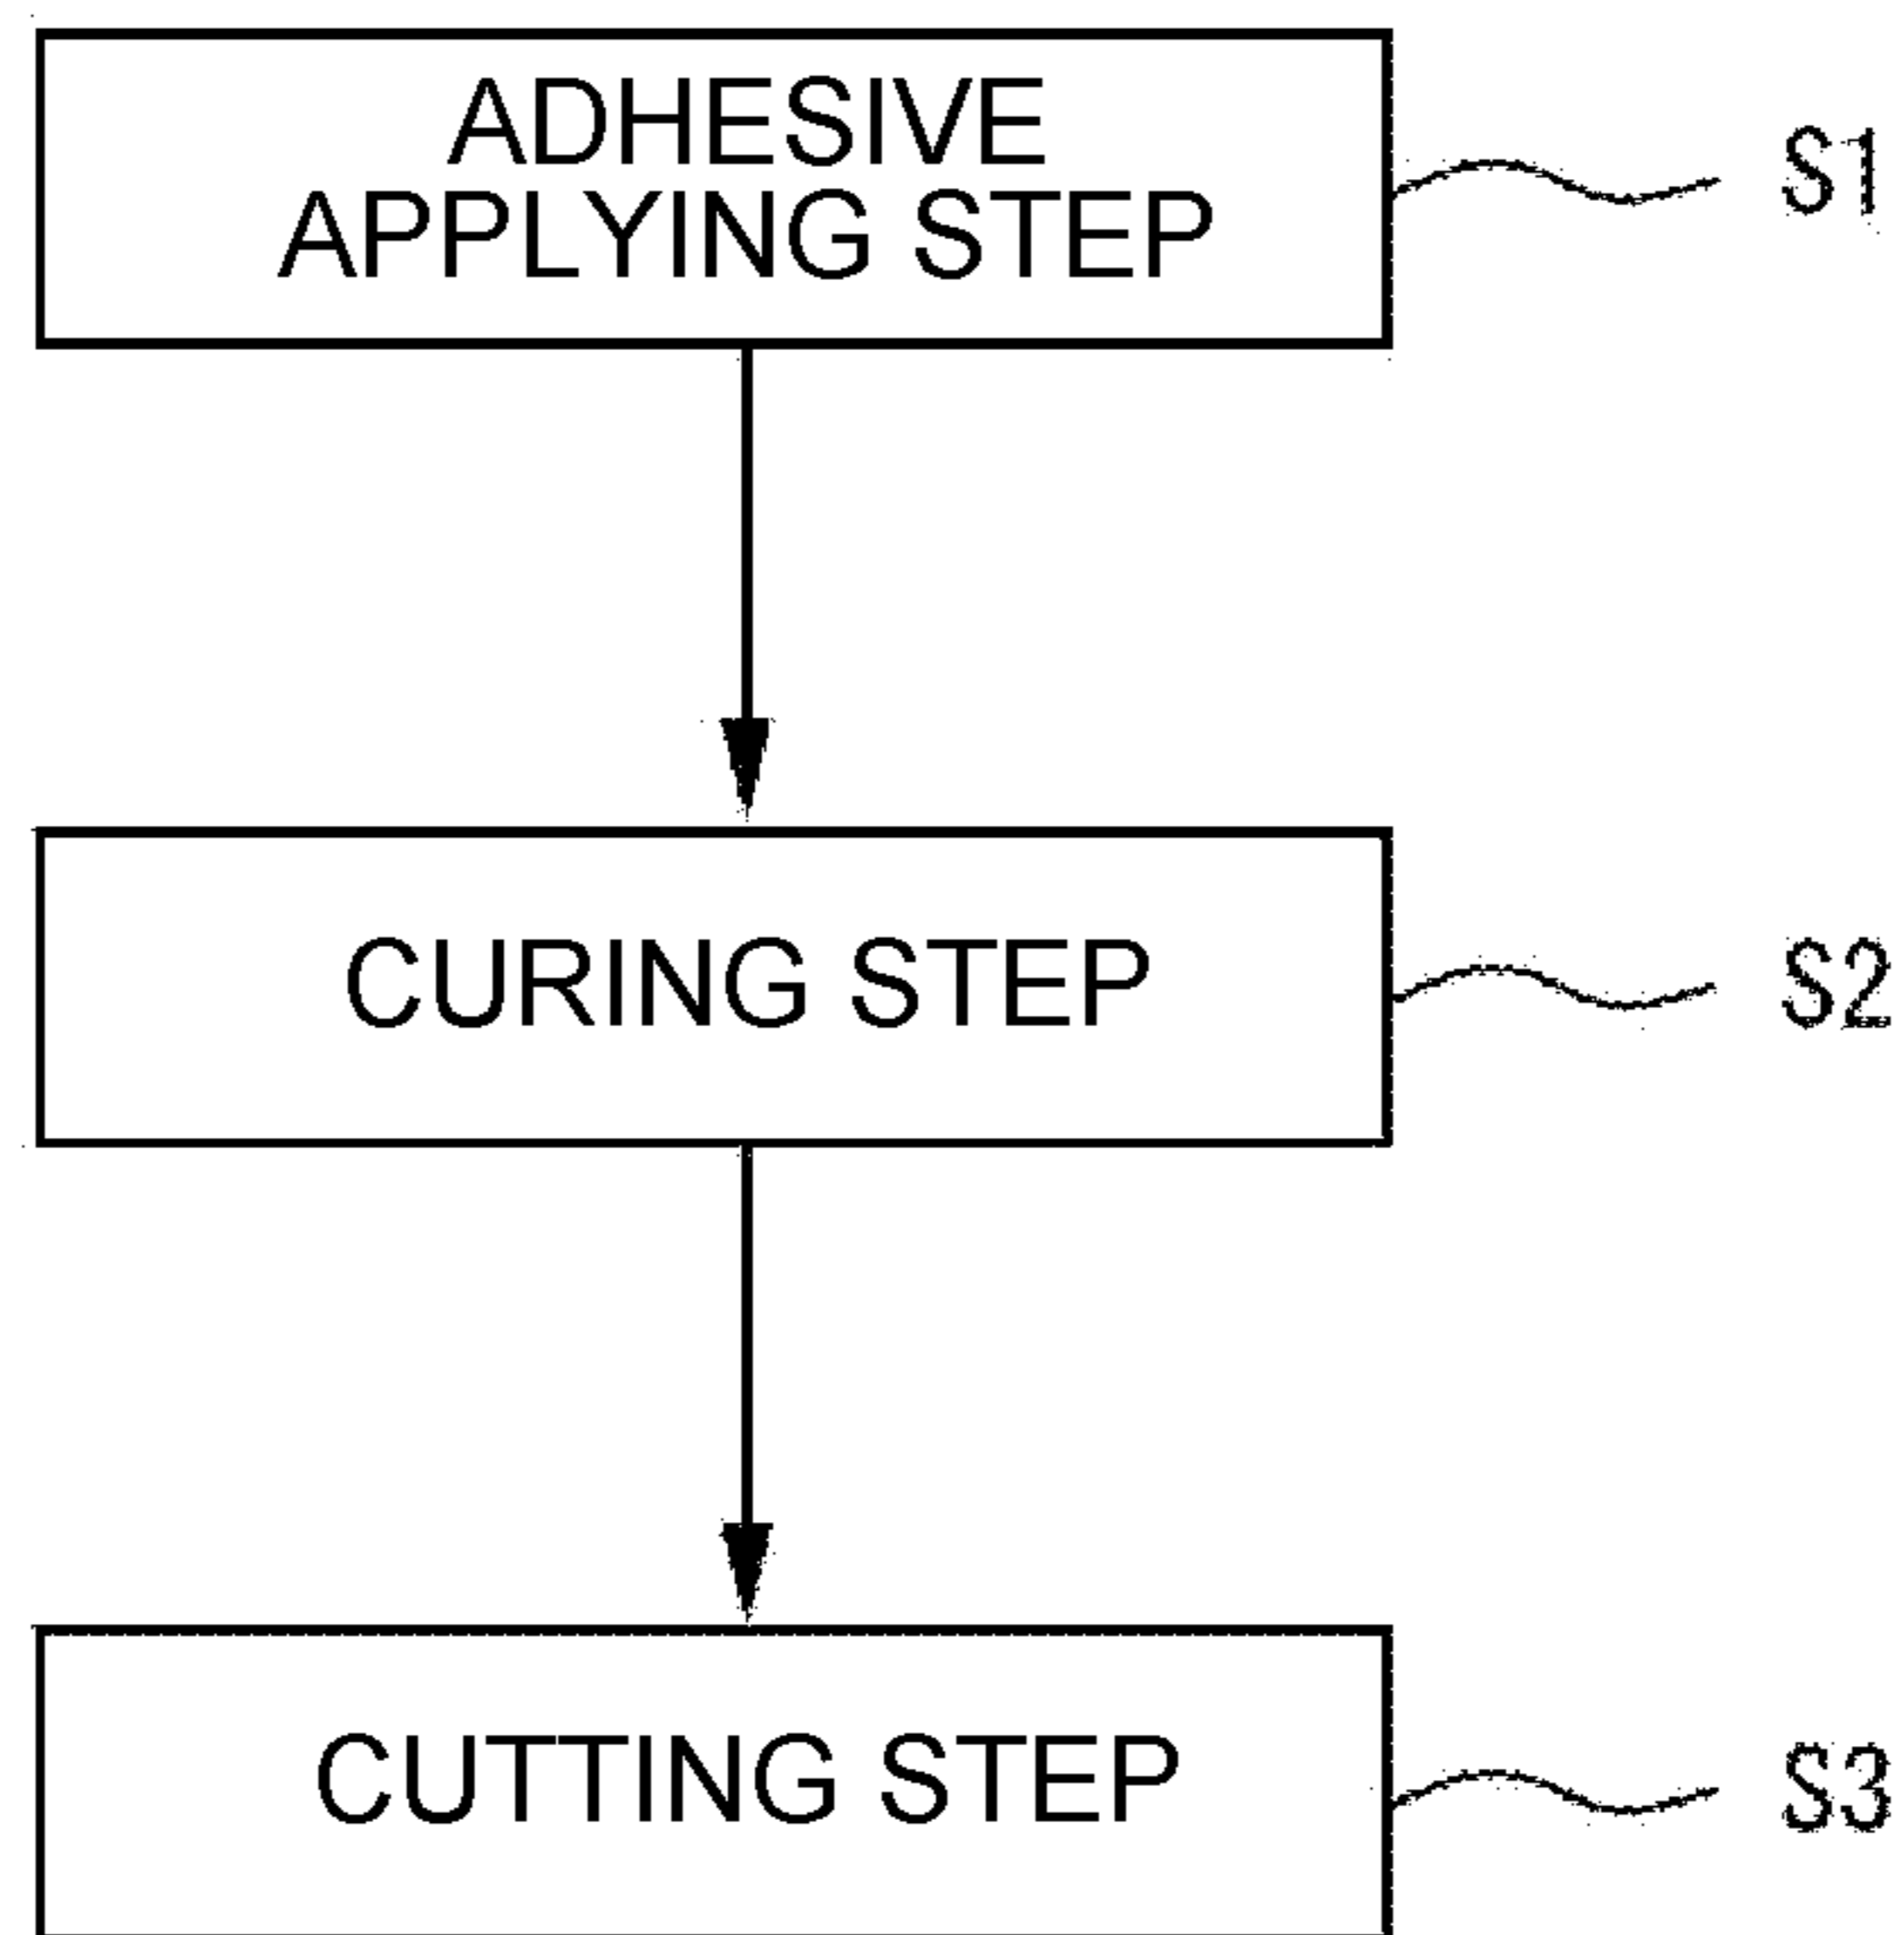 ADHESIVE
APPLYING STEP
S1
CURING STEP
S2
CUTTING STEP
S3